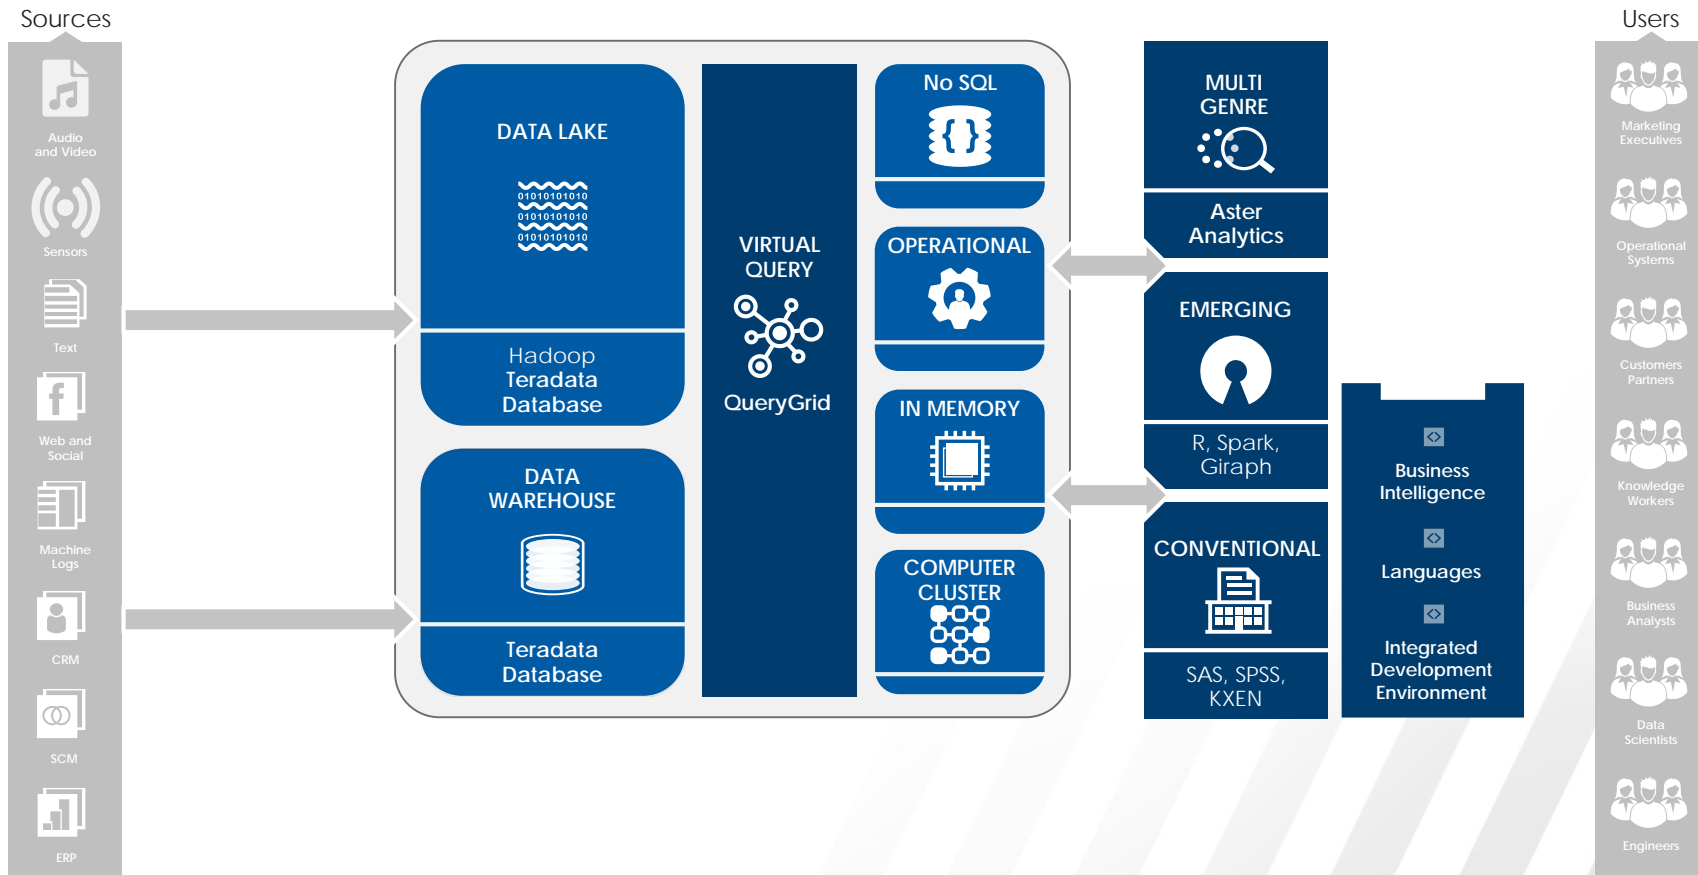 Sources
Audio
and Video
Sensors
Text
Web and
Social
Machine
Logs
CRM
SCM
ERP
DATA LAKE
01010101010
01010101010
01010101010
Hadoop
Teradata
Database
DATA
WAREHOUSE
Teradata
Database
VIRTUAL
QUERY
QueryGrid
No SQL
{ }
OPERATIONAL
IN MEMORY
COMPUTER
CLUSTER
MULTI
GENRE
Aster
Analytics
EMERGING
R, Spark,
Giraph
CONVENTIONAL
SAS, SPSS,
KXEN
<>
Business
Intelligence
<>
Languages
<>
Integrated
Development
Environment
Users
Marketing
Executives
Operational
Systems
Customers
Partners
Knowledge
Workers
Business
Analysts
Data
Scientists
Engineers